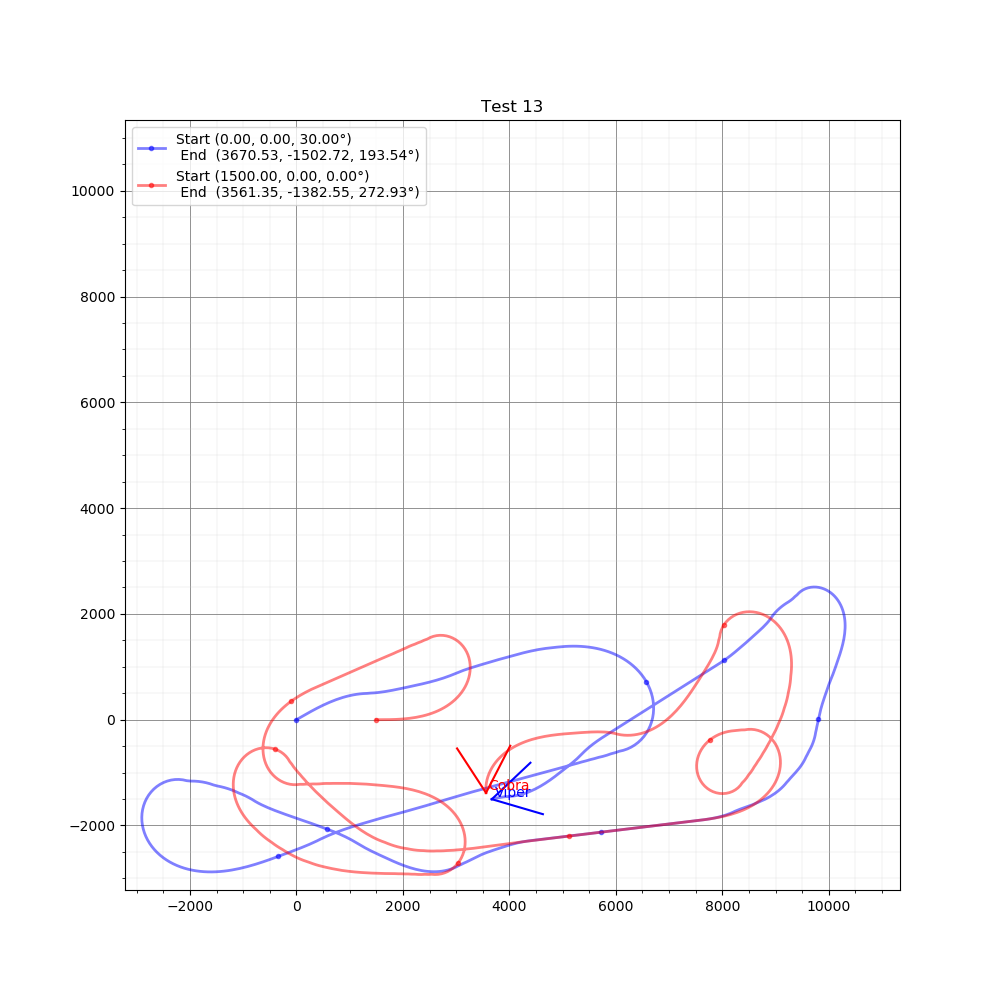 Test 13
Start (0.00, 0.00, 30.00°)
End  (3670.53, -1502.72, 193.54°)
Start (1500.00, 0.00, 0.00°)
End  (3561.35, -1382.55, 272.93°)
10000
8000
6000
4000
2000
0
−2000
Cobra
Viper
−2000 0 2000 4000 6000 8000 10000